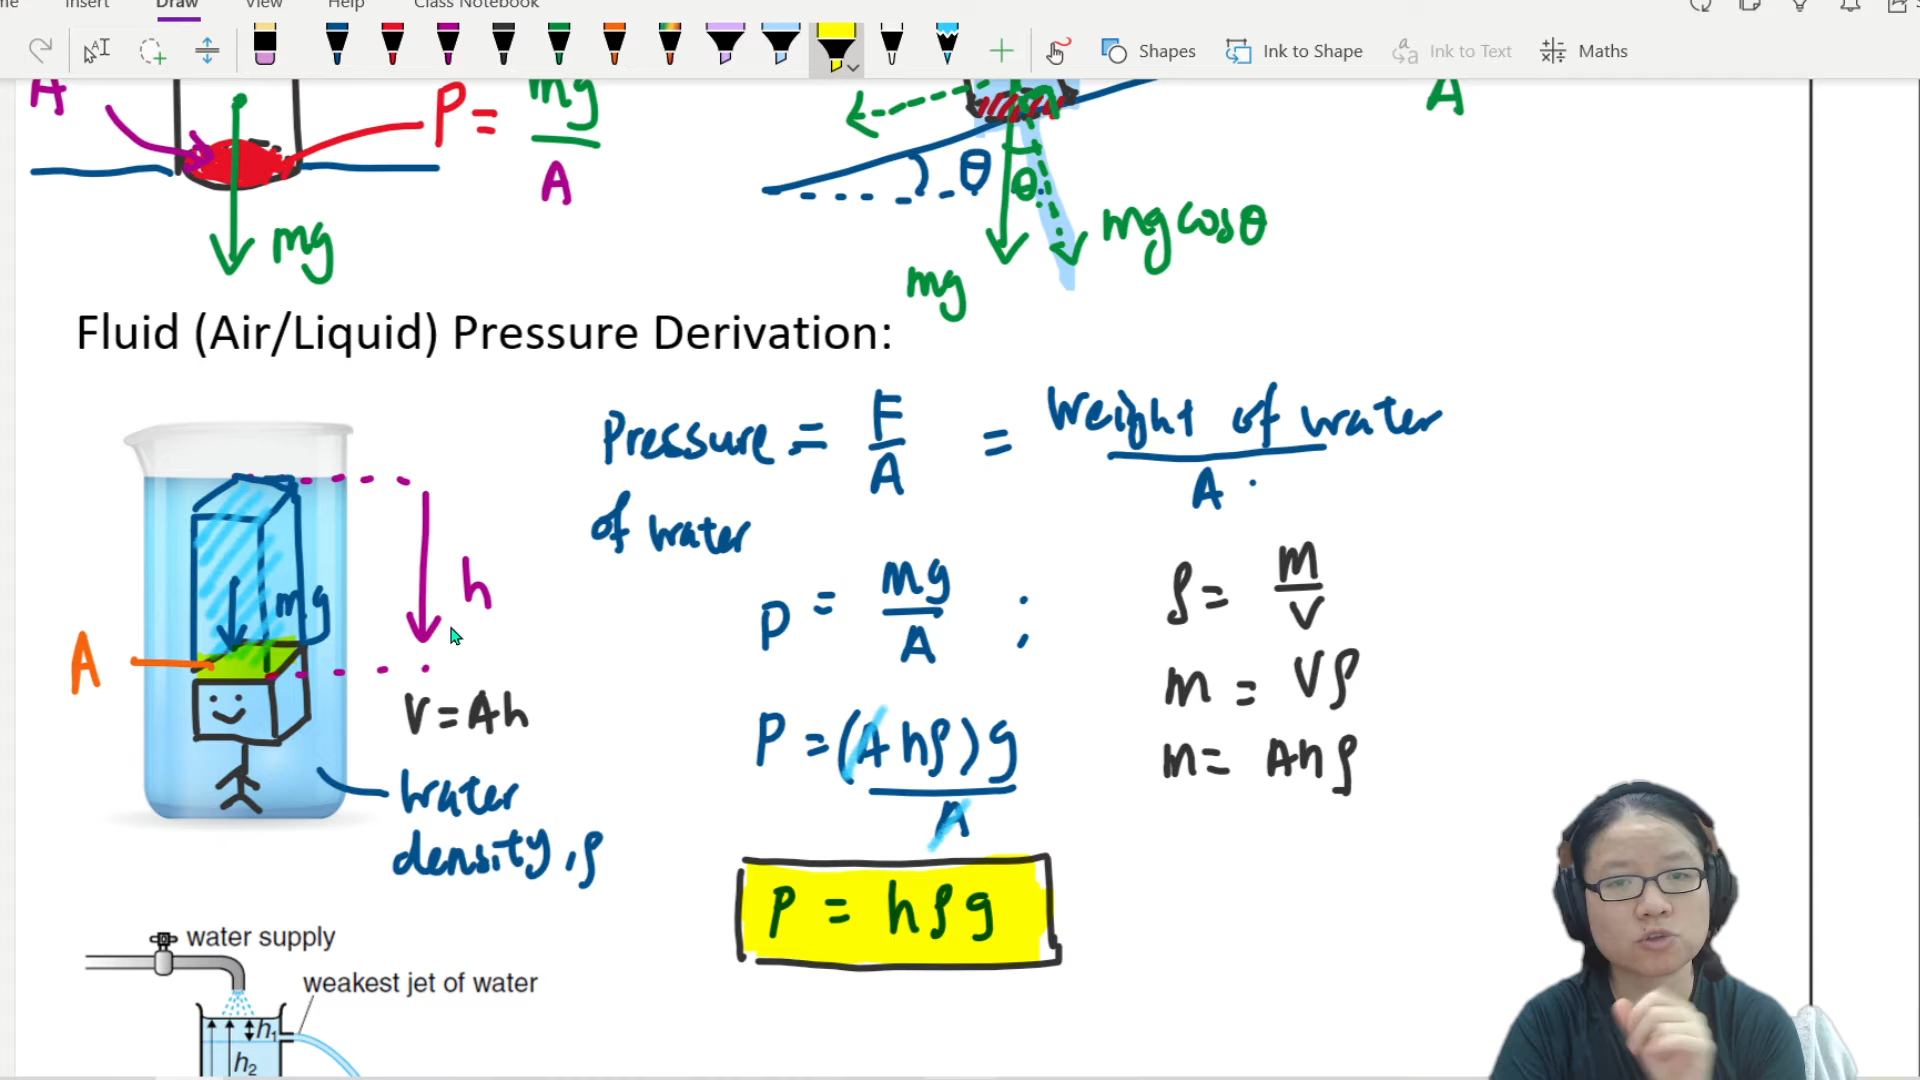 Insert Draw View Help Class Notebook
Shapes Ink to Shape Ink to Text Maths
A
P = mg
A
mg
θ
θ
mg
mg cosθ
A
Fluid (Air/Liquid) Pressure Derivation:
Pressure = F/A = Weight of water/A
of water
h
mg
A
V = Ah
water
density, ρ
P = mg/A ;
P = (Ahρ)g/A
P = hρg
ρ = m/V
m = Vρ
m = Ahρ
water supply
weakest jet of water
h₁
h₂